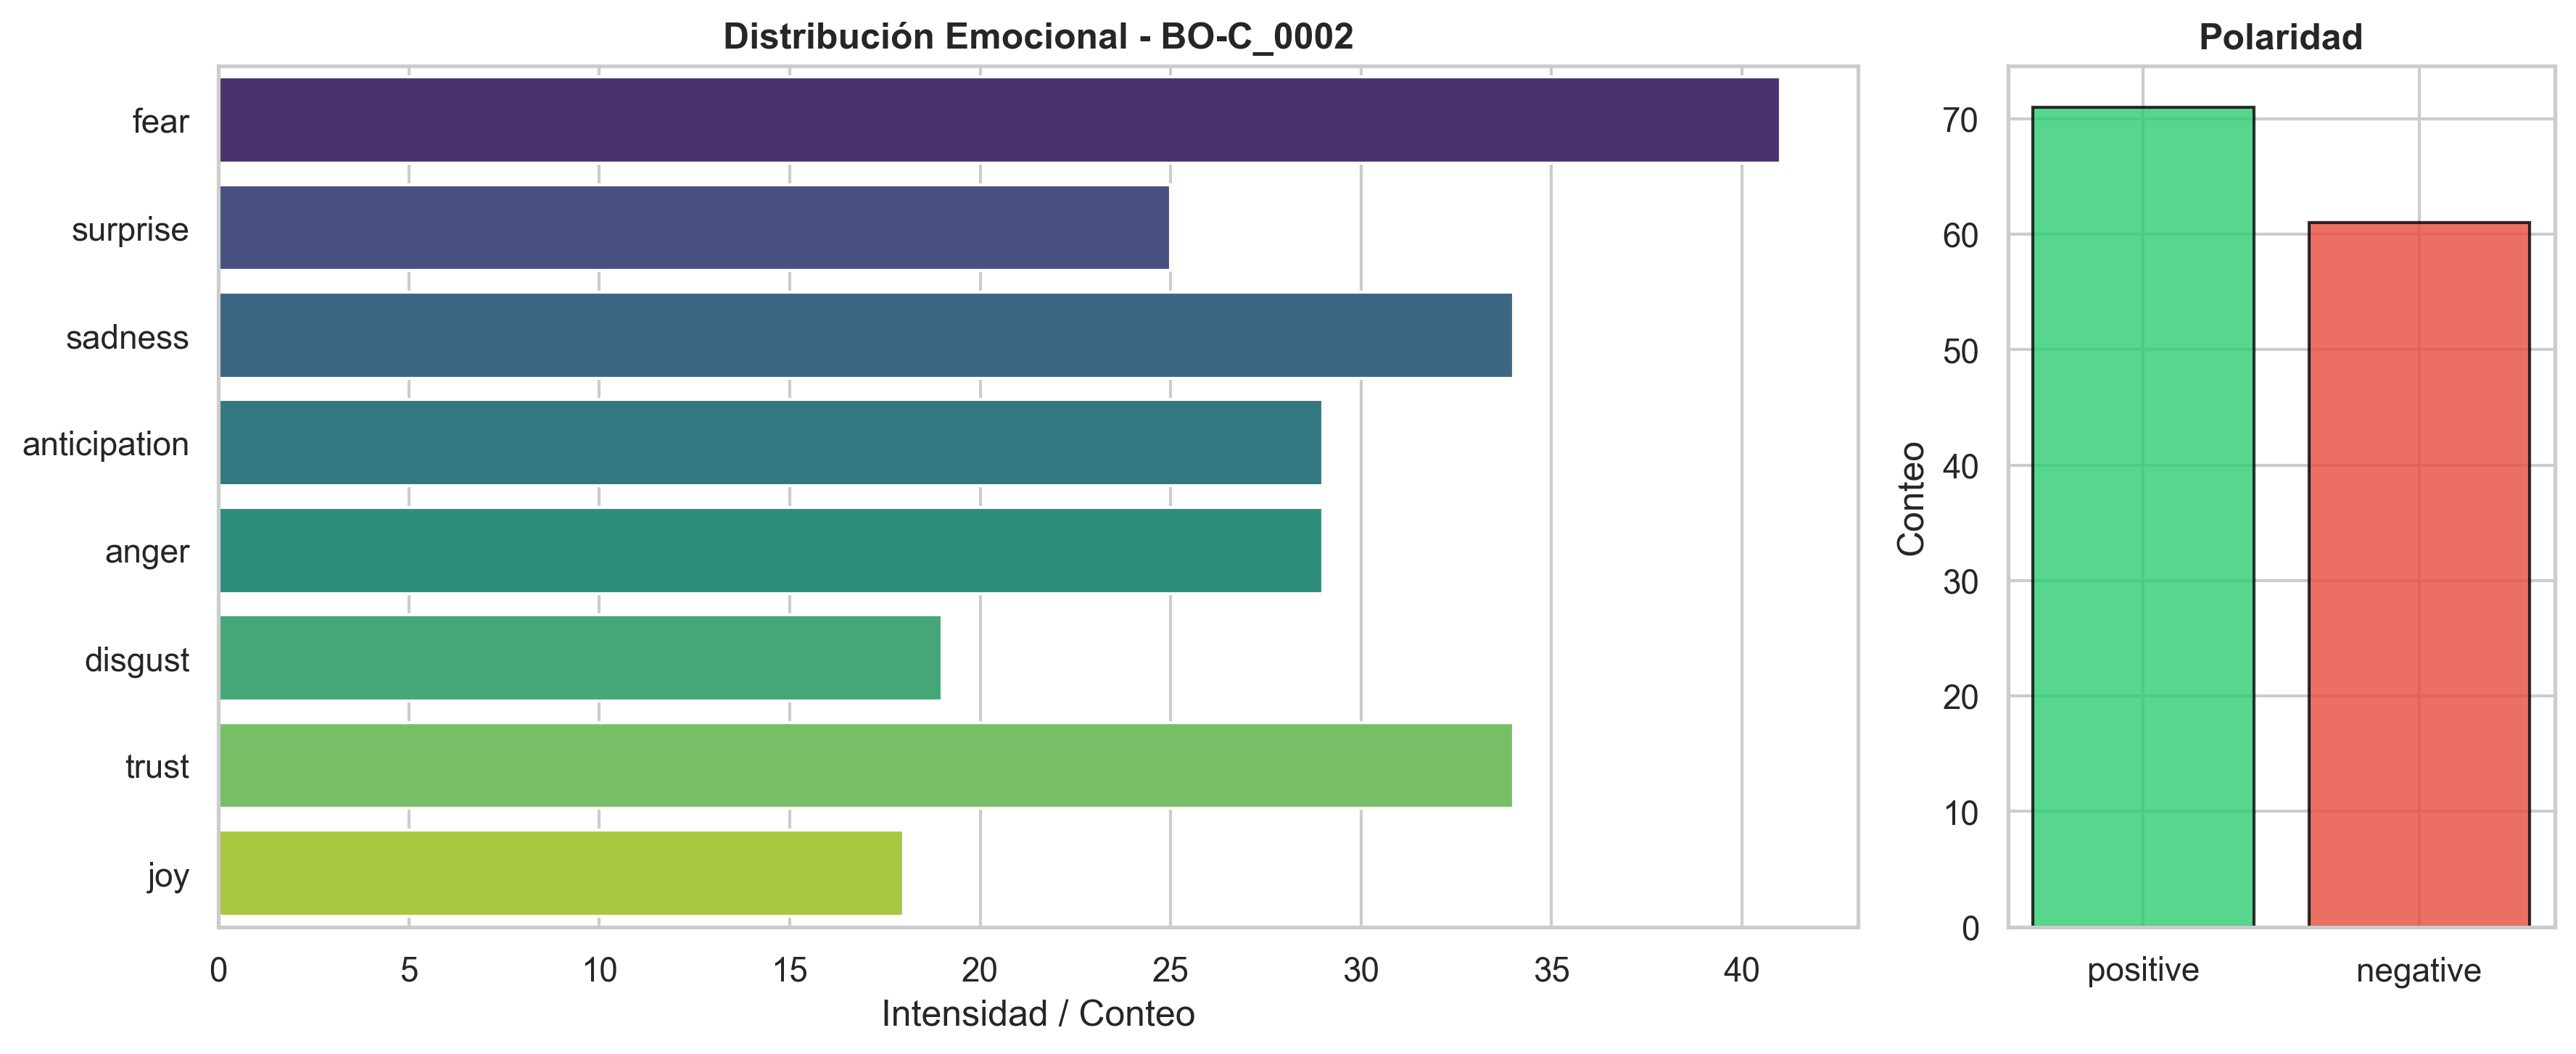 Distribución Emocional - BO-C_0002
fear
surprise
sadness
anticipation
anger
disgust
trust
joy
0 5 10 15 20 25 30 35 40
Intensidad / Conteo
Polaridad
Conteo
70
60
50
40
30
20
10
0
positive negative